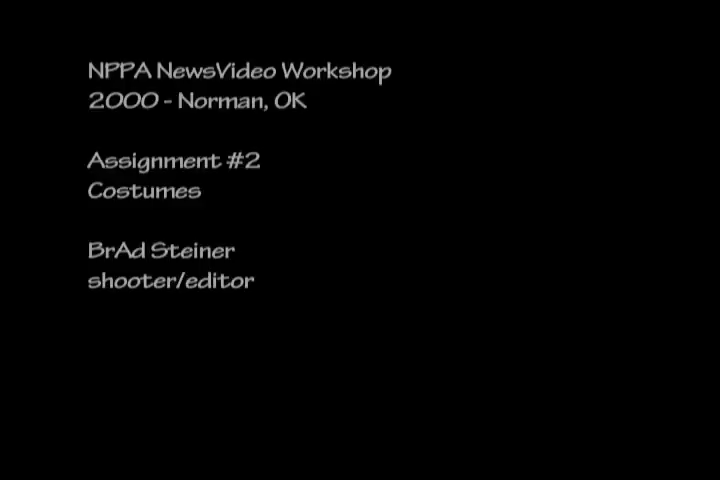 NPPA NewsVideo Workshop
2000 - Norman, OK
Assignment #2
Costumes
BrAd Steiner
shooter/editor